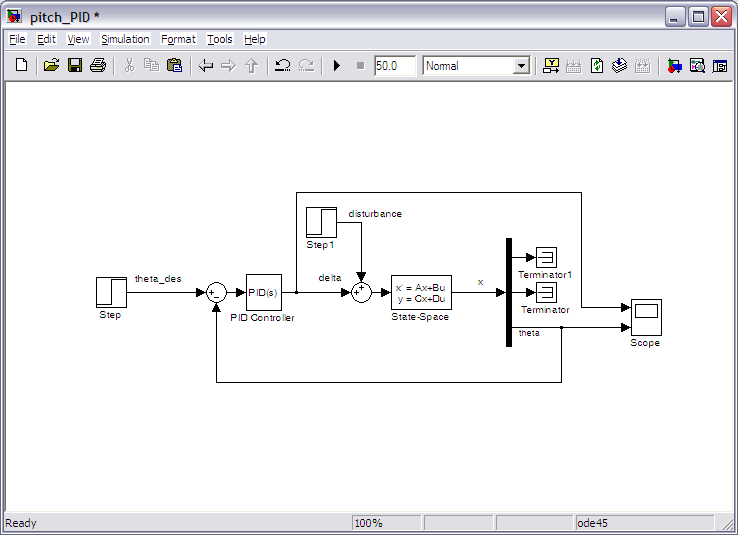 pitch_PID *
File Edit View Simulation Format Tools Help
50.0 Normal
disturbance
Step1
theta_des
delta
x
PID(s)
x' = Ax+Bu
y = Cx+Du
Terminator1
Terminator
Step
PID Controller
State-Space
theta
Scope
Ready 100% ode45